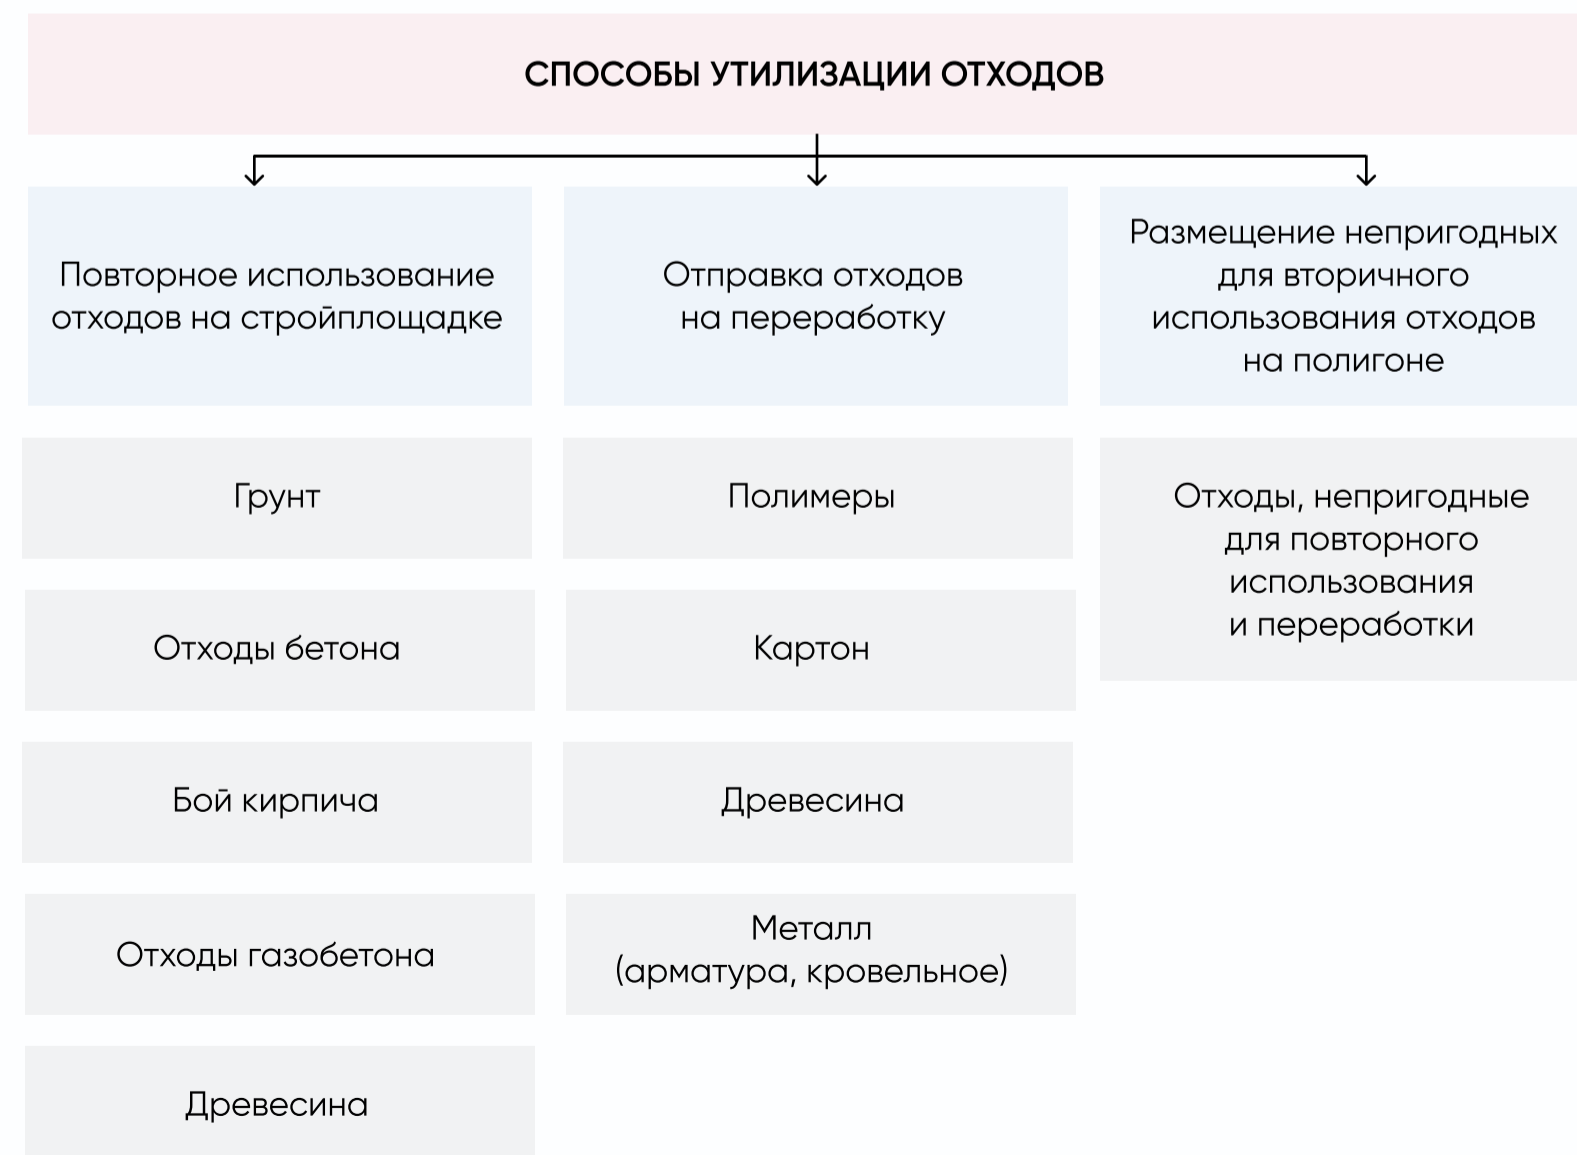 СПОСОБЫ УТИЛИЗАЦИИ ОТХОДОВ
Повторное использование
отходов на стройплощадке
Отправка отходов
на переработку
Размещение непригодных
для вторичного
использования отходов
на полигоне
Грунт
Отходы бетона
Бой кирпича
Отходы газобетона
Древесина
Полимеры
Картон
Древесина
Металл
(арматура, кровельное)
Отходы, непригодные
для повторного
использования
и переработки